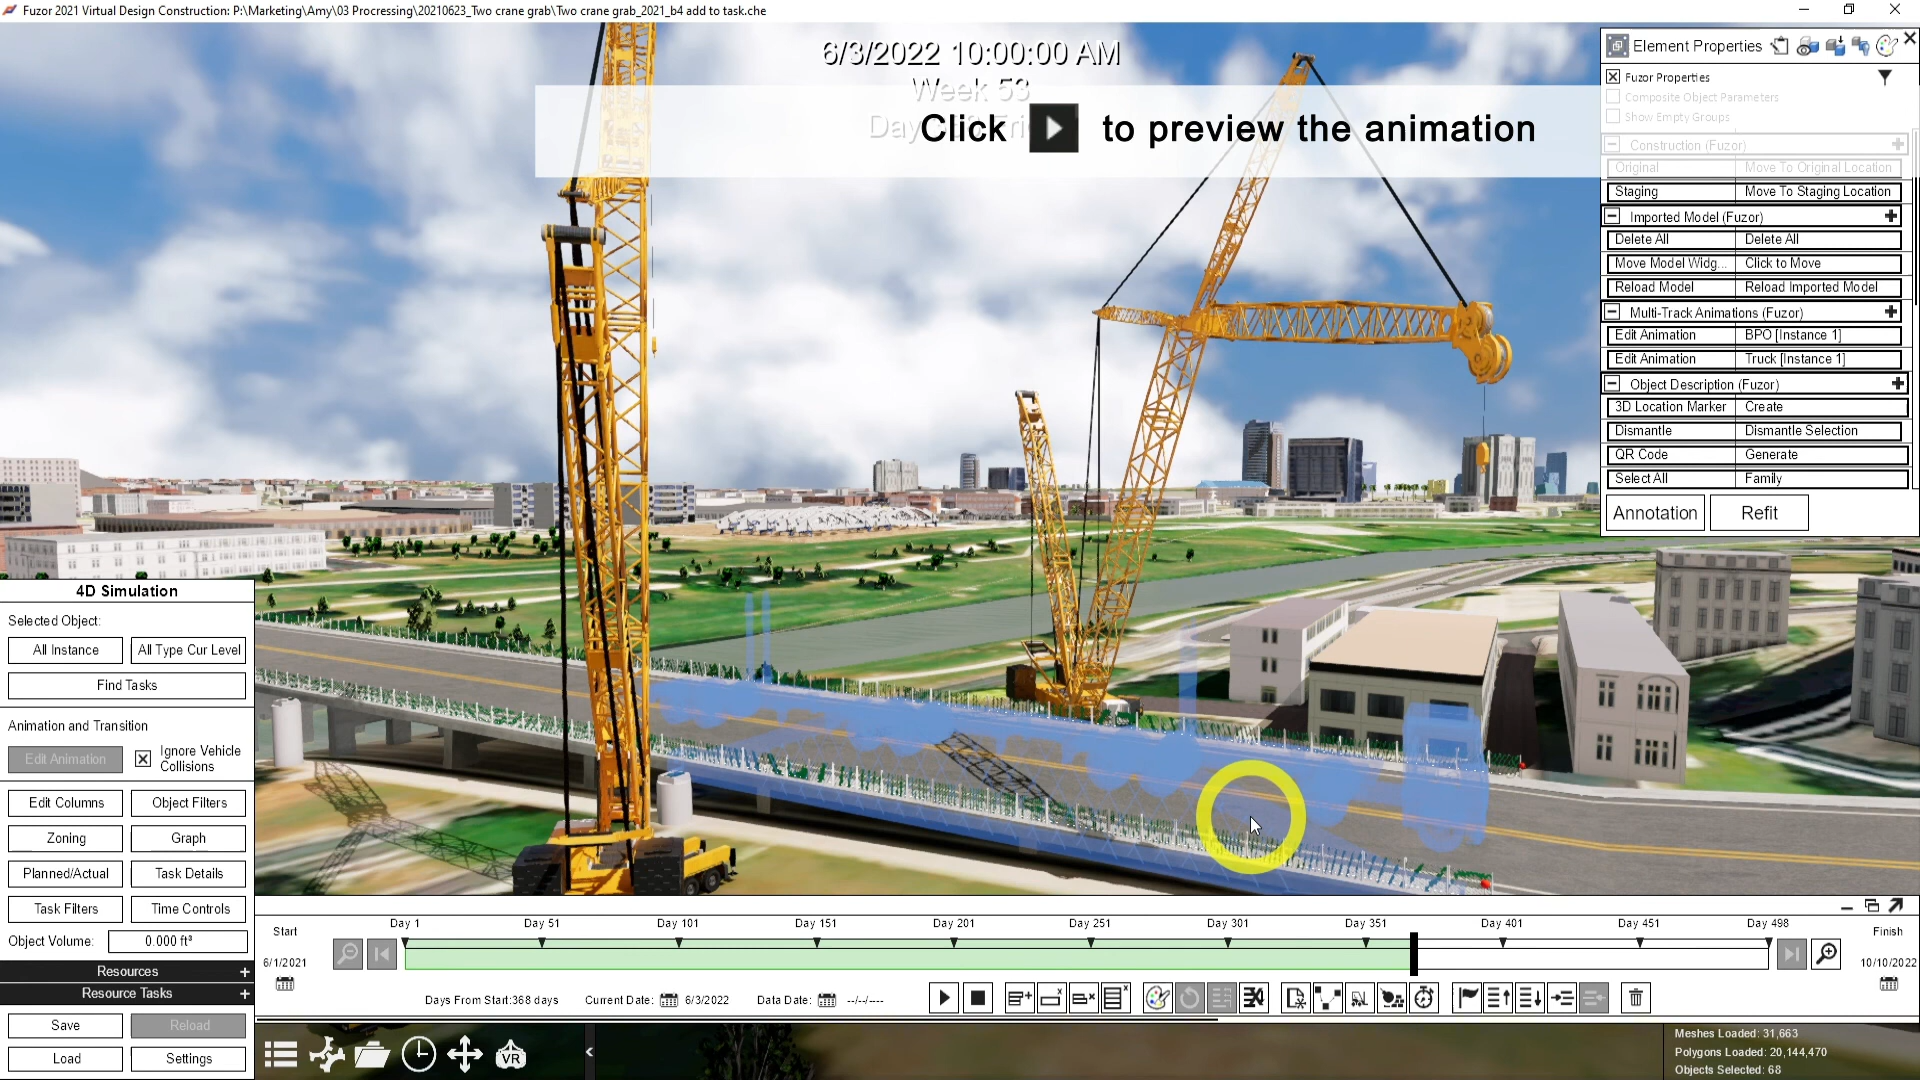 Fuzor 2021 Virtual Design Construction: P:\Marketing\Amy\03 Procressing\20210623_Two crane grab\Two crane grab_2021_b4 add to task.che
6/3/2022 10:00:00 AM
Week 53
Click to preview the animation
Element Properties
Fuzor Properties
Composite Object Parameters
Show Empty Groups
Construction (Fuzor)
Original Move To Original Location
Staging Move To Staging Location
Imported Model (Fuzor)
Delete All Delete All
Move Model Widg... Click to Move
Reload Model Reload Imported Model
Multi-Track Animations (Fuzor)
Edit Animation BPO [Instance 1]
Edit Animation Truck [Instance 1]
Object Description (Fuzor)
3D Location Marker Create
Dismantle Dismantle Selection
QR Code Generate
Select All Family
Annotation Refit
4D Simulation
Selected Object:
All Instance All Type Cur Level
Find Tasks
Animation and Transition
Edit Animation Ignore Vehicle Collisions
Edit Columns Object Filters
Zoning Graph
Planned/Actual Task Details
Task Filters Time Controls
Object Volume: 0.000 ft³
Resources +
Resource Tasks +
Save Reload
Load Settings
Start Day 1 Day 51 Day 101 Day 151 Day 201 Day 251 Day 301 Day 351 Day 401 Day 451 Day 498 Finish
6/1/2021 10/10/2022
Days From Start:368 days Current Date: 6/3/2022 Data Date: --/--/----
VR
Meshes Loaded: 31,663
Polygons Loaded: 20,144,470
Objects Selected: 68